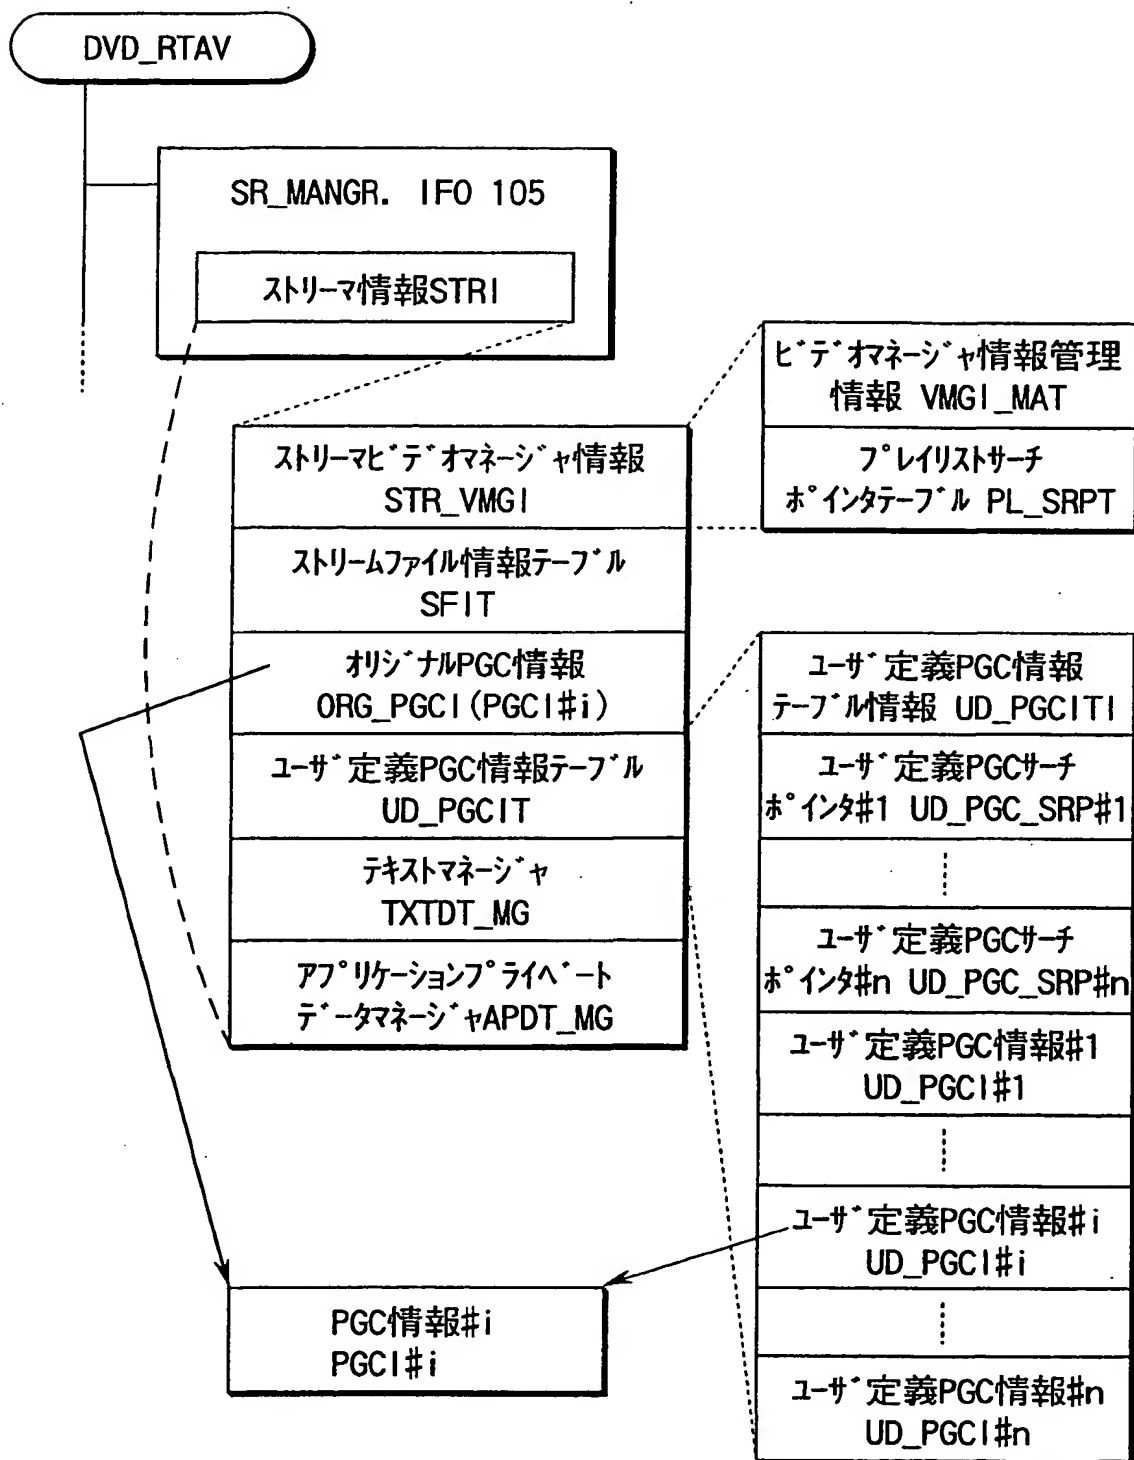 DVD_RTAV
SR_MANGR. IFO 105
ストリーマ情報STRI
ストリーマビデオマネージャ情報
STR_VMGI
ストリームファイル情報テーブル
SFIT
オリジナルPGC情報
ORG_PGCI(PGCI#i)
ユーザ定義PGC情報テーブル
UD_PGCIT
テキストマネージャ
TXTDT_MG
アプリケーションプライベート
データマネージャAPDT_MG
ビデオマネージャ情報管理
情報 VMGI_MAT
プレイリストサーチ
ポインタテーブル PL_SRPT
ユーザ定義PGC情報
テーブル情報 UD_PGCITI
ユーザ定義PGCサーチ
ポインタ#1 UD_PGC_SRP#1
ユーザ定義PGCサーチ
ポインタ#n UD_PGC_SRP#n
ユーザ定義PGC情報#1
UD_PGCI#1
ユーザ定義PGC情報#i
UD_PGCI#i
ユーザ定義PGC情報#n
UD_PGCI#n
PGC情報#i
PGCI#i